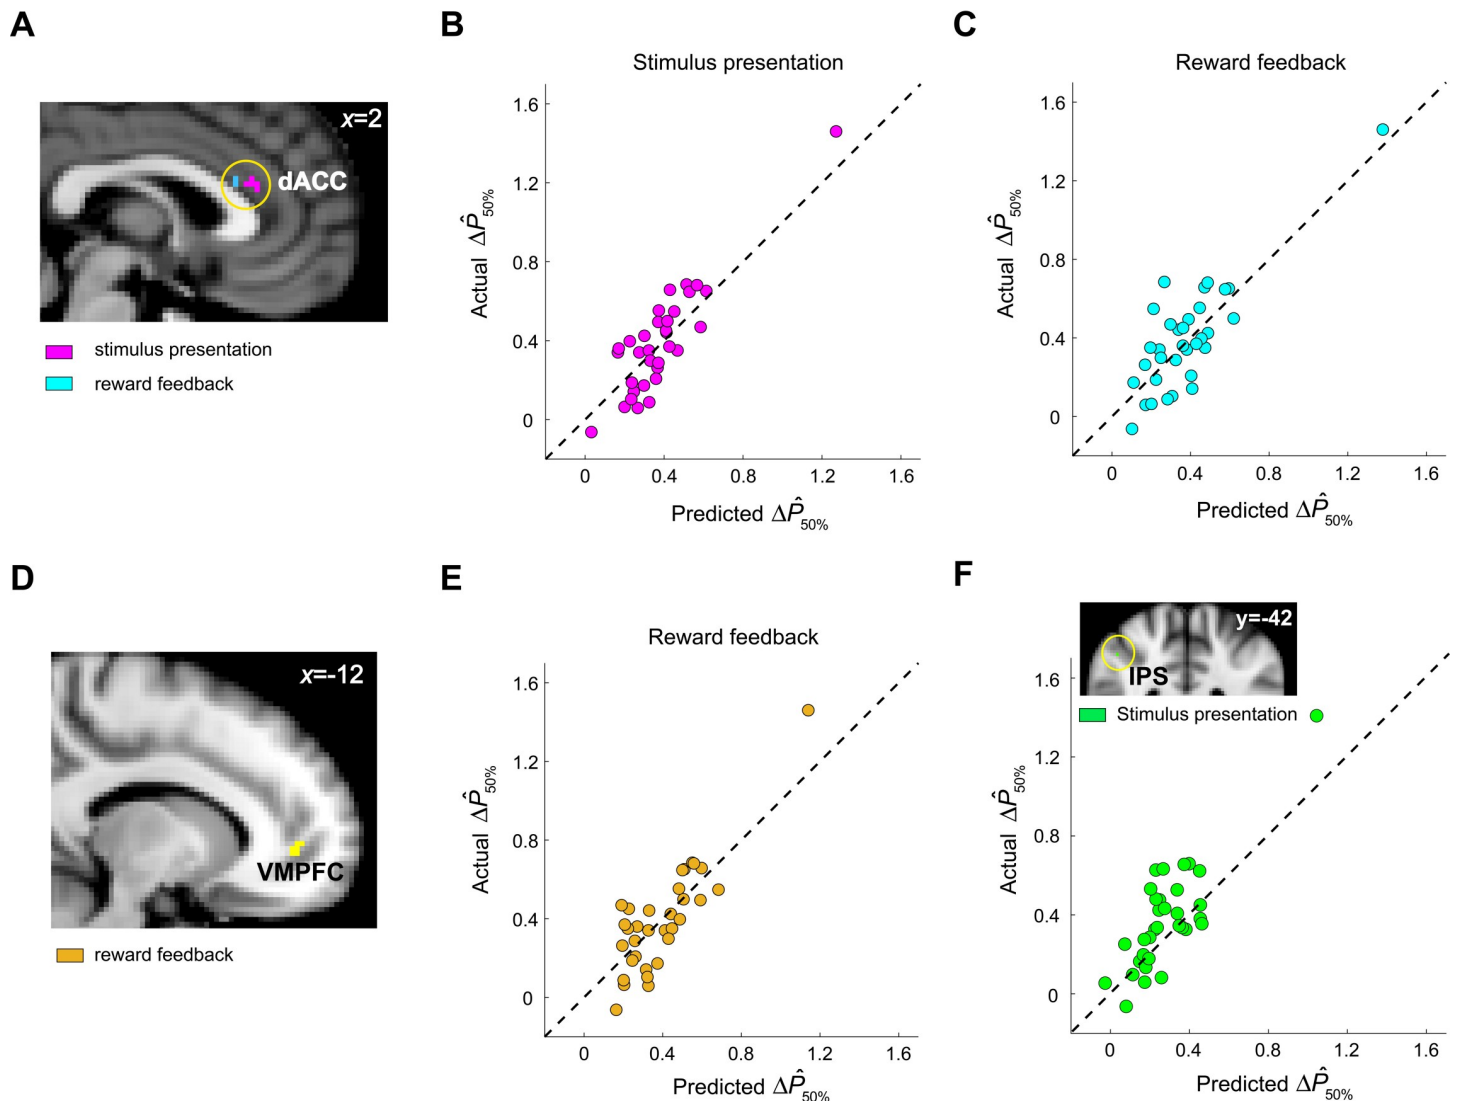 A
x=2
dACC
stimulus presentation
reward feedback
B
Stimulus presentation
Actual ΔP̂50%
1.6
1.2
0.8
0.4
0
0 0.4 0.8 1.2 1.6
Predicted ΔP̂50%
C
Reward feedback
Actual ΔP̂50%
1.6
1.2
0.8
0.4
0
0 0.4 0.8 1.2 1.6
Predicted ΔP̂50%
D
x=-12
VMPFC
reward feedback
E
Reward feedback
Actual ΔP̂50%
1.6
1.2
0.8
0.4
0
0 0.4 0.8 1.2 1.6
Predicted ΔP̂50%
F
y=-42
IPS
Stimulus presentation
Actual ΔP̂50%
1.6
1.2
0.8
0.4
0
0 0.4 0.8 1.2 1.6
Predicted ΔP̂50%